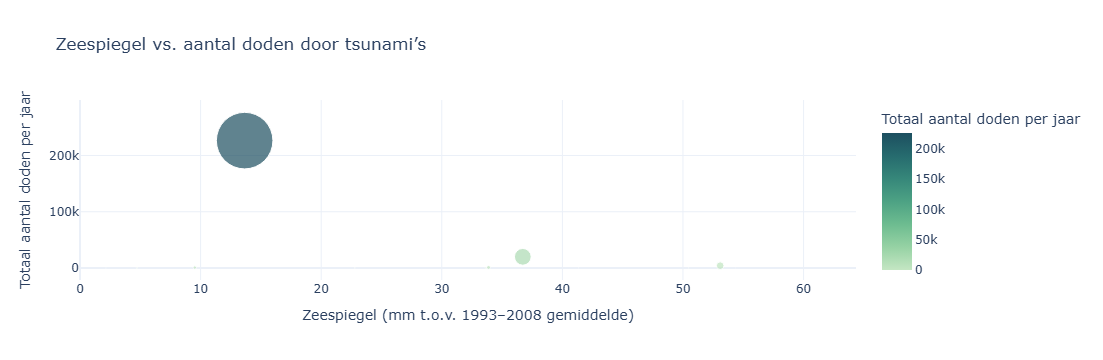 Zeespiegel vs. aantal doden door tsunami’s
Totaal aantal doden per jaar
200k
100k
0
0 10 20 30 40 50 60
Zeespiegel (mm t.o.v. 1993–2008 gemiddelde)
Totaal aantal doden per jaar
200k
150k
100k
50k
0